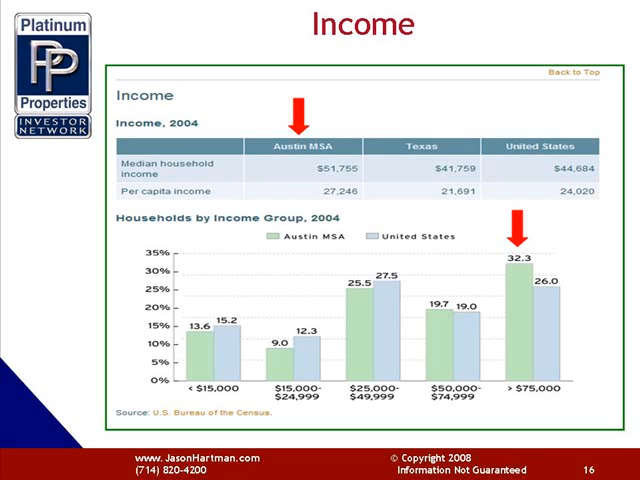 Income
Platinum
PP
Properties
INVESTOR
NETWORK
Back to Top
Income
Income, 2004
Austin MSA Texas United States
Median household
income
$51,755 $41,759 $44,684
Per capita income 27,246 21,691 24,020
Households by Income Group, 2004
Austin MSA United States
35%
30%
25%
20%
15%
10%
5%
0%
13.6 15.2
9.0 12.3
25.5 27.5
19.7 19.0
32.3 26.0
< $15,000
$15,000-
$24,999
$25,000-
$49,999
$50,000-
$74,999
> $75,000
Source: U.S. Bureau of the Census.
www. JasonHartman.com © Copyright 2008
(714) 820-4200 Information Not Guaranteed 16